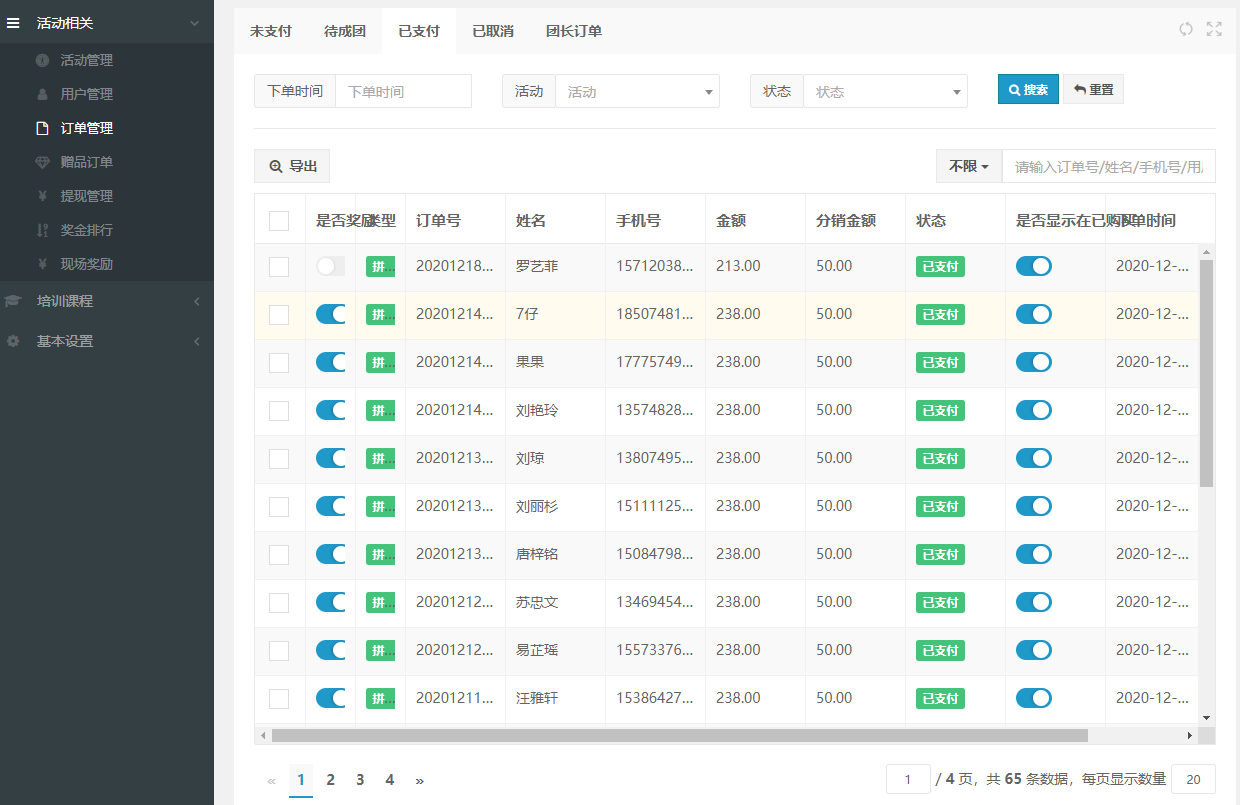 活动相关
活动管理
用户管理
订单管理
赠品订单
提现管理
奖金排行
现场奖励
培训课程
基本设置
未支付 待成团 已支付 已取消 团长订单
下单时间 下单时间 活动 活动 状态 状态 搜索 重置
导出 不限 请输入订单号/姓名/手机号/用
是否奖励 类型 订单号 姓名 手机号 金额 分销金额 状态 是否显示在已购买 下单时间
拼... 20201218... 罗艺菲 15712038... 213.00 50.00 已支付 2020-12-...
拼... 20201214... 7仔 18507481... 238.00 50.00 已支付 2020-12-...
拼... 20201214... 果果 17775749... 238.00 50.00 已支付 2020-12-...
拼... 20201214... 刘艳玲 13574828... 238.00 50.00 已支付 2020-12-...
拼... 20201213... 刘琼 13807495... 238.00 50.00 已支付 2020-12-...
拼... 20201213... 刘丽杉 15111125... 238.00 50.00 已支付 2020-12-...
拼... 20201213... 唐梓铭 15084798... 238.00 50.00 已支付 2020-12-...
拼... 20201212... 苏忠文 13469454... 238.00 50.00 已支付 2020-12-...
拼... 20201212... 易芷瑶 15573376... 238.00 50.00 已支付 2020-12-...
拼... 20201211... 汪雅轩 15386427... 238.00 50.00 已支付 2020-12-...
« 1 2 3 4 » 1 / 4 页，共 65 条数据，每页显示数量 20